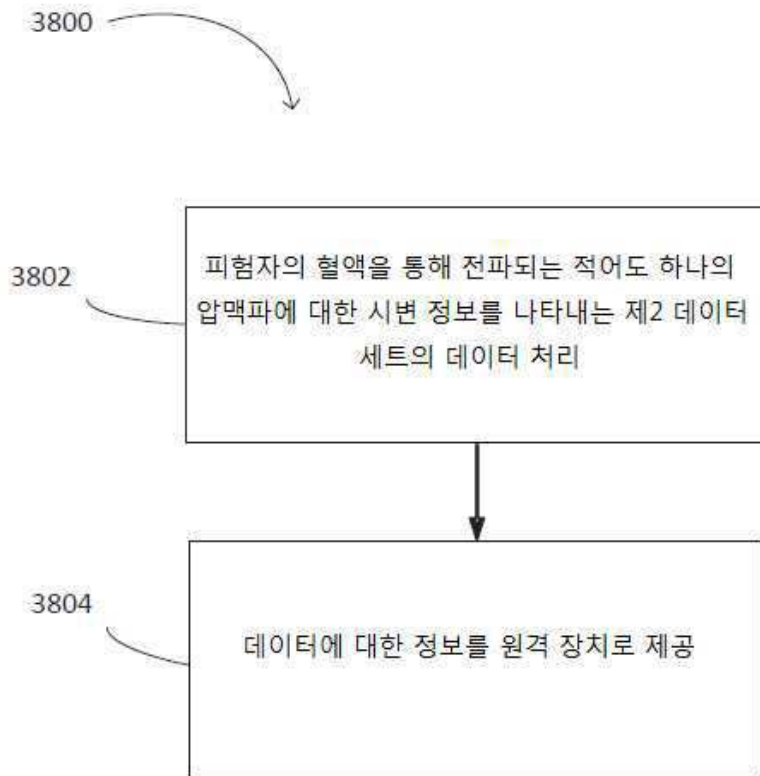 3800
3802
피험자의 혈액을 통해 전파되는 적어도 하나의
압맥파에 대한 시변 정보를 나타내는 제2 데이터
세트의 데이터 처리
3804
데이터에 대한 정보를 원격 장치로 제공